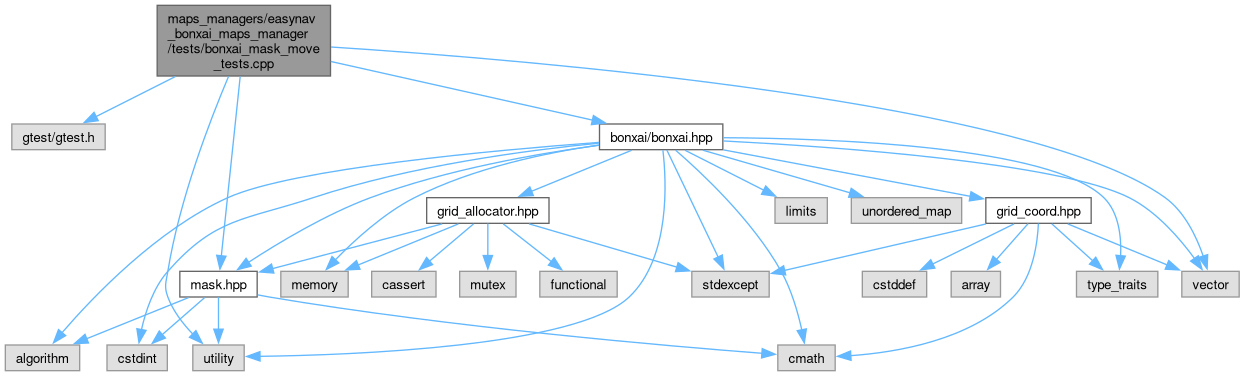 maps_managers/easynav
_bonxai_maps_manager
/tests/bonxai_mask_move
_tests.cpp
gtest/gtest.h
bonxai/bonxai.hpp
grid_allocator.hpp
limits
unordered_map
grid_coord.hpp
mask.hpp
memory
cassert
mutex
functional
stdexcept
cstddef
array
type_traits
vector
algorithm
cstdint
utility
cmath